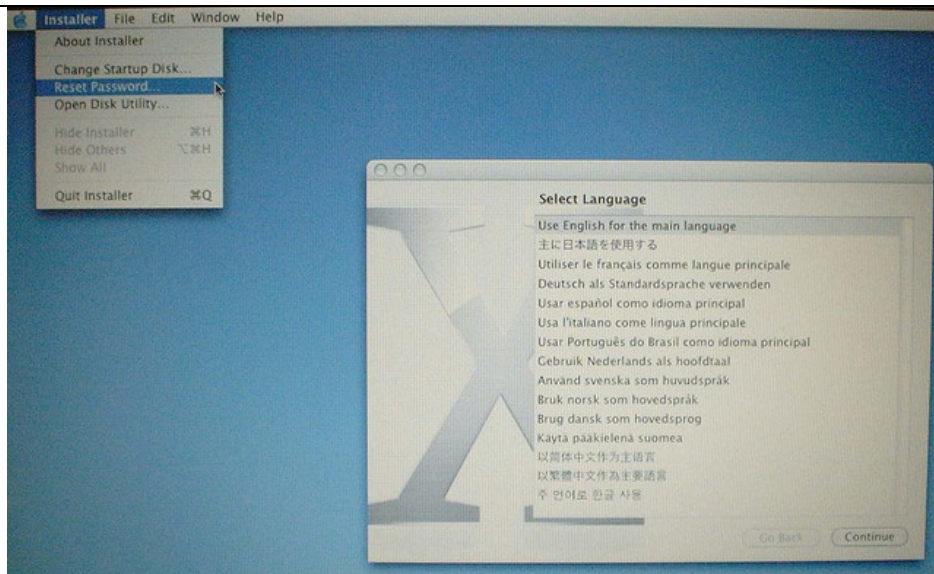 Installer File Edit Window Help
About Installer
Change Startup Disk...
Reset Password...
Open Disk Utility...
Hide Installer ⌘H
Hide Others ⌥⌘H
Show All
Quit Installer ⌘Q
Select Language
Use English for the main language
主に日本語を使用する
Utiliser le français comme langue principale
Deutsch als Standardsprache verwenden
Usar español como idioma principal
Usa l'italiano come lingua principale
Usar Português do Brasil como idioma principal
Gebruik Nederlands als hoofdtaal
Använd svenska som huvudspråk
Bruk norsk som hovedspråk
Brug dansk som hovedsprog
Käytä pääkielenä suomea
以简体中文作为主语言
以繁體中文作為主要語言
주 언어로 한글 사용
Go Back Continue